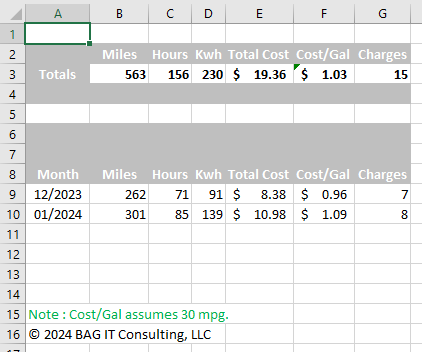 A B C D E F G
1
2 Miles Hours Kwh Total Cost Cost/Gal Charges
3 Totals 563 156 230 $ 19.36 $ 1.03 15
4
5
6
7
8 Month Miles Hours Kwh Total Cost Cost/Gal Charges
9 12/2023 262 71 91 $ 8.38 $ 0.96 7
10 01/2024 301 85 139 $ 10.98 $ 1.09 8
11
12
13
14
15 Note : Cost/Gal assumes 30 mpg.
16 © 2024 BAG IT Consulting, LLC